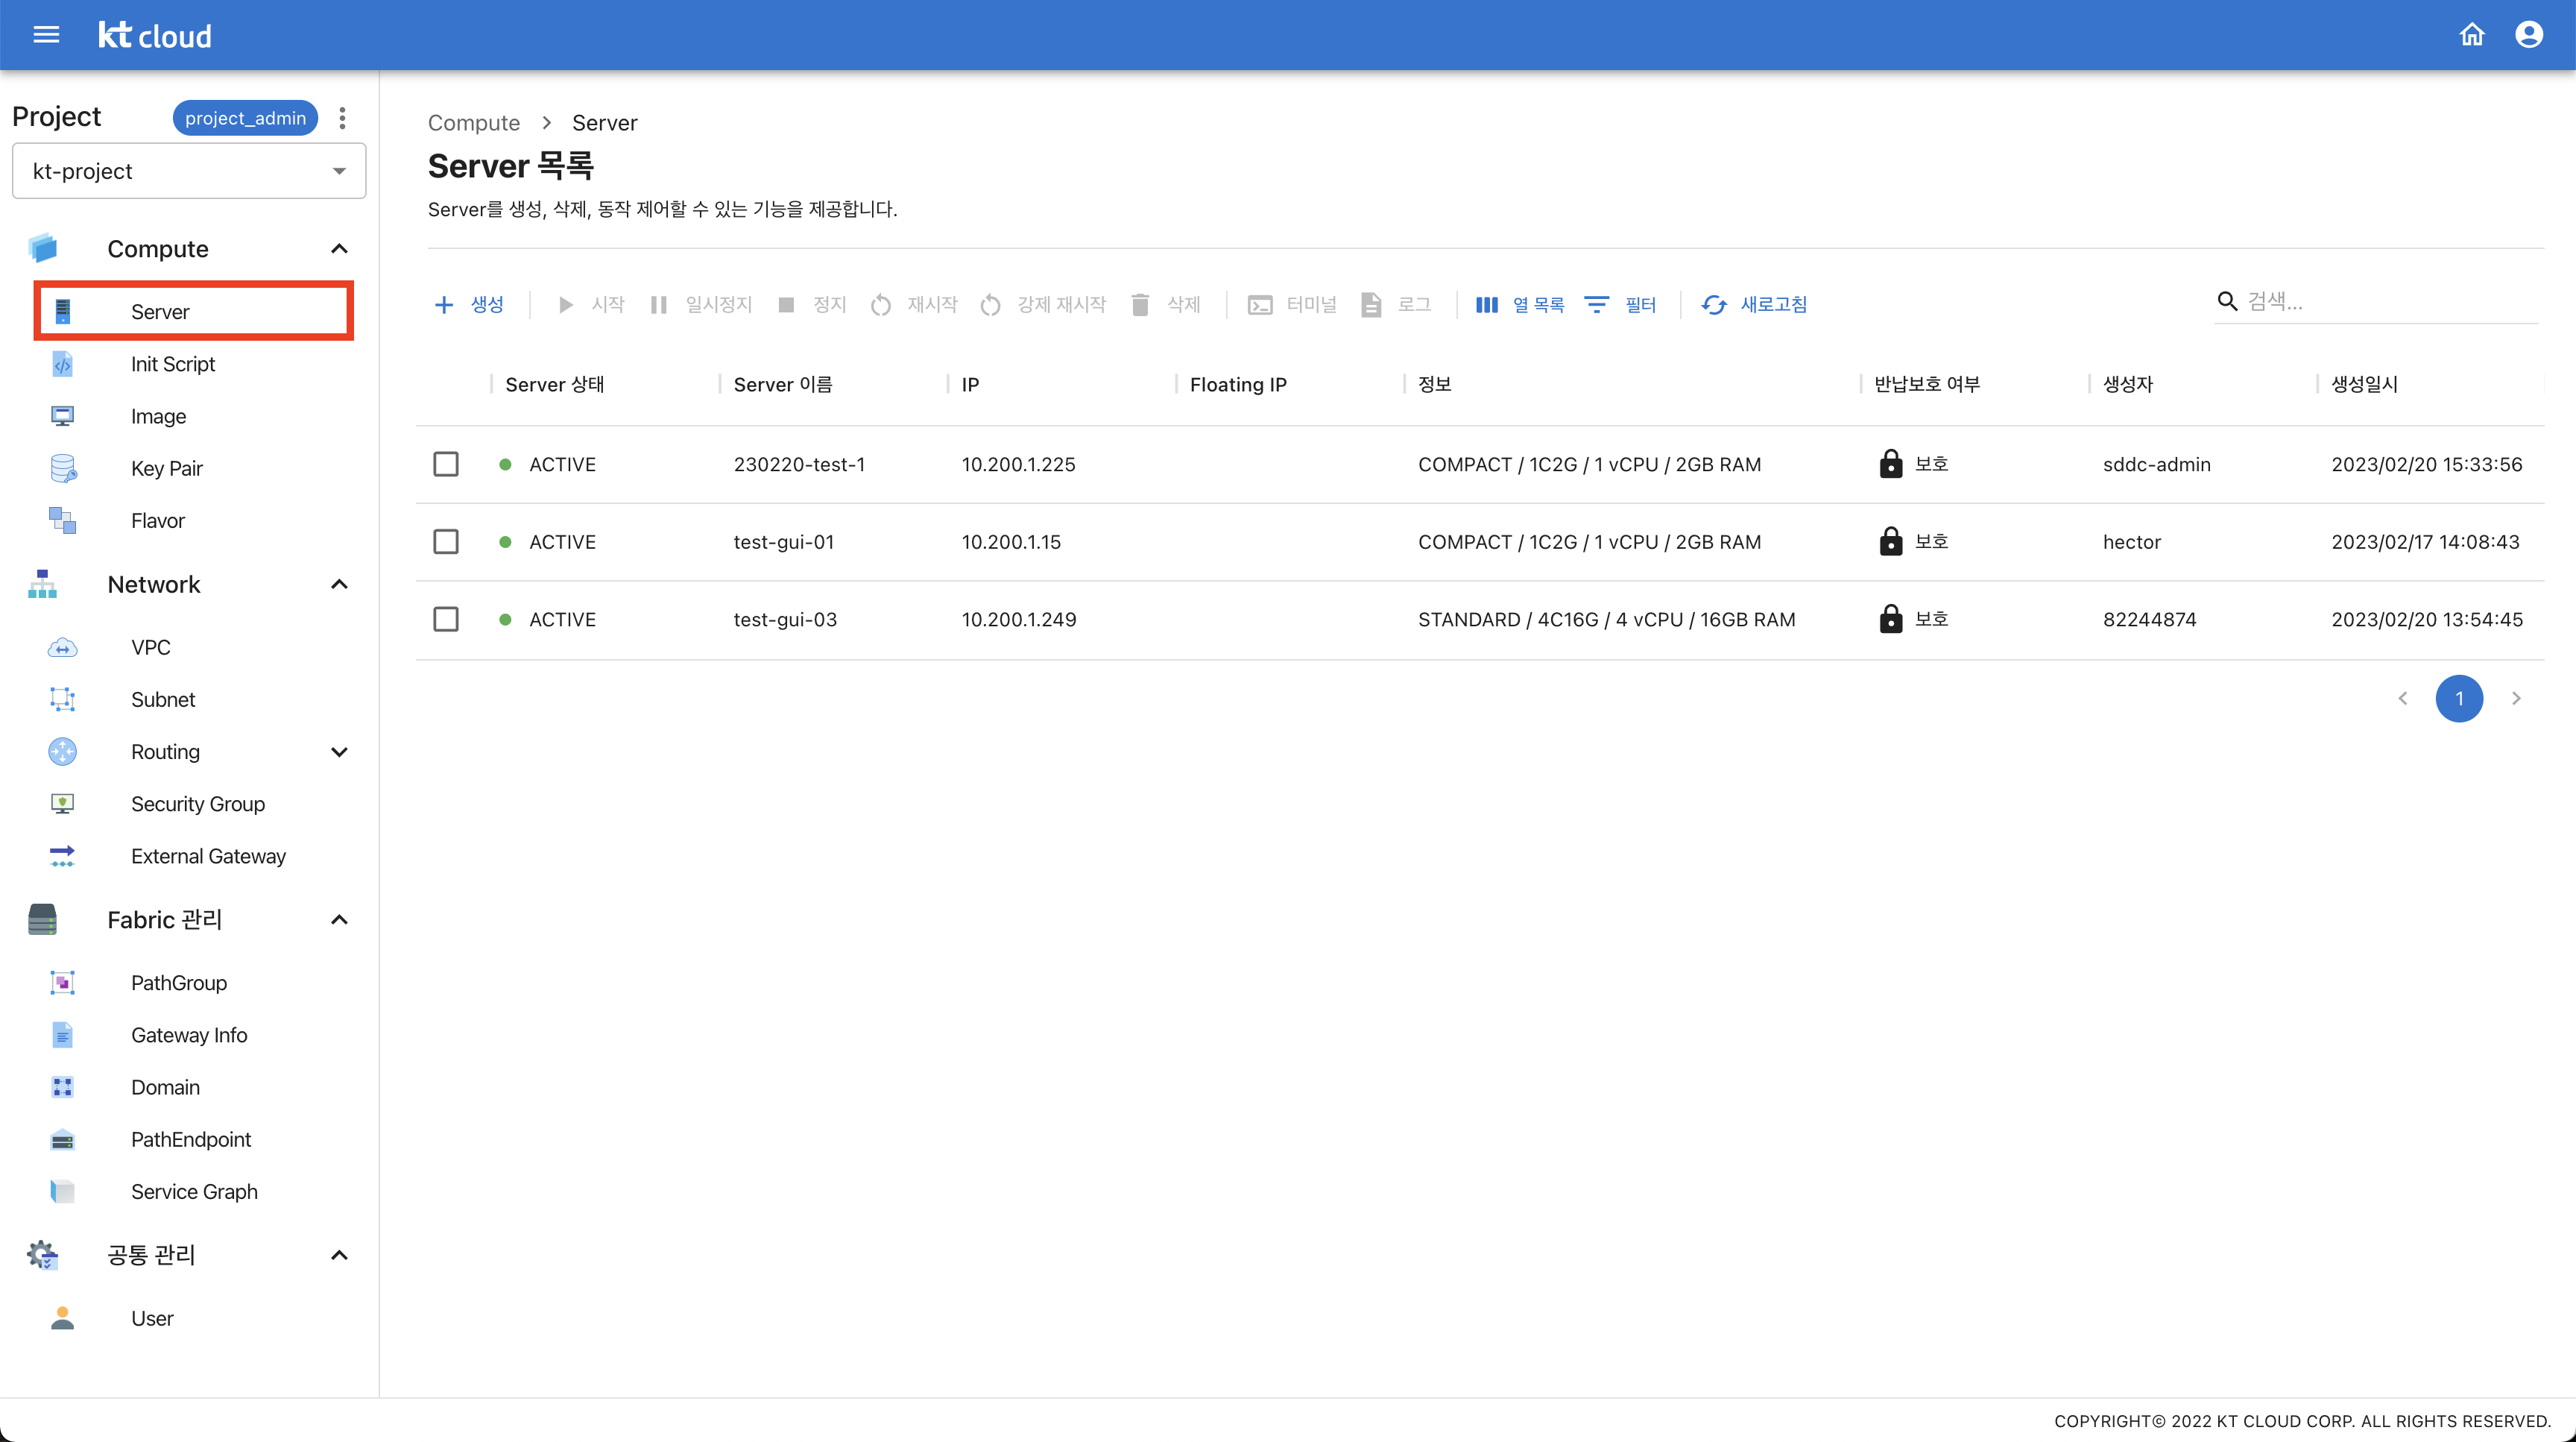 kt cloud
Project project_admin
kt-project
Compute
Server
Init Script
Image
Key Pair
Flavor
Network
VPC
Subnet
Routing
Security Group
External Gateway
Fabric 관리
PathGroup
Gateway Info
Domain
PathEndpoint
Service Graph
공통 관리
User
Compute > Server
Server 목록
Server를 생성, 삭제, 동작 제어할 수 있는 기능을 제공합니다.
생성 시작 일시정지 정지 재시작 강제 재시작 삭제 터미널 로그 열 목록 필터 새로고침 검색...
Server 상태 Server 이름 IP Floating IP 정보 반납보호 여부 생성자 생성일시
ACTIVE 230220-test-1 10.200.1.225 COMPACT / 1C2G / 1 vCPU / 2GB RAM 보호 sddc-admin 2023/02/20 15:33:56
ACTIVE test-gui-01 10.200.1.15 COMPACT / 1C2G / 1 vCPU / 2GB RAM 보호 hector 2023/02/17 14:08:43
ACTIVE test-gui-03 10.200.1.249 STANDARD / 4C16G / 4 vCPU / 16GB RAM 보호 82244874 2023/02/20 13:54:45
1
COPYRIGHT© 2022 KT CLOUD CORP. ALL RIGHTS RESERVED.